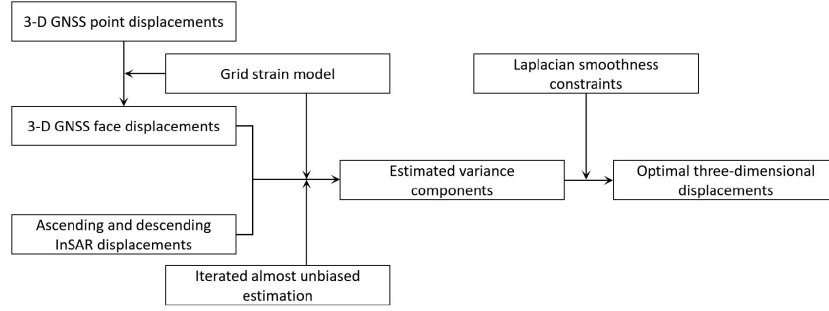 3-D GNSS point displacements
Grid strain model
Laplacian smoothness
constraints
3-D GNSS face displacements
Estimated variance
components
Optimal three-dimensional
displacements
Ascending and descending
InSAR displacements
Iterated almost unbiased
estimation